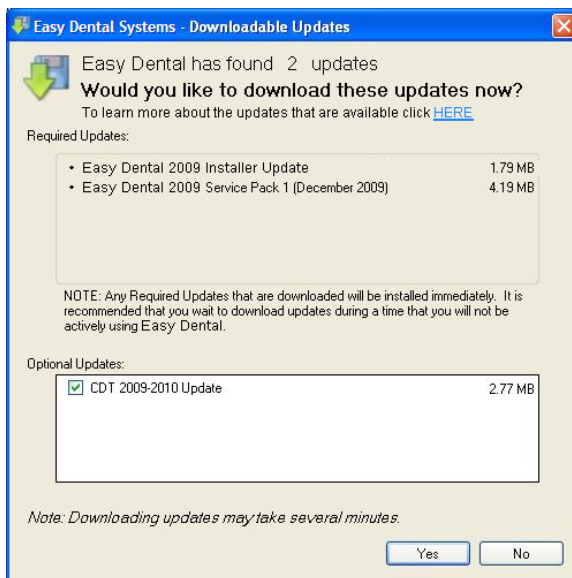 Easy Dental Systems - Downloadable Updates
Easy Dental has found 2 updates
Would you like to download these updates now?
To learn more about the updates that are available click HERE
Required Updates:
• Easy Dental 2009 Installer Update 1.79 MB
• Easy Dental 2009 Service Pack 1 (December 2009) 4.19 MB
NOTE: Any Required Updates that are downloaded will be installed immediately. It is
recommended that you wait to download updates during a time that you will not be
actively using Easy Dental.
Optional Updates:
CDT 2009-2010 Update 2.77 MB
Note: Downloading updates may take several minutes.
Yes No